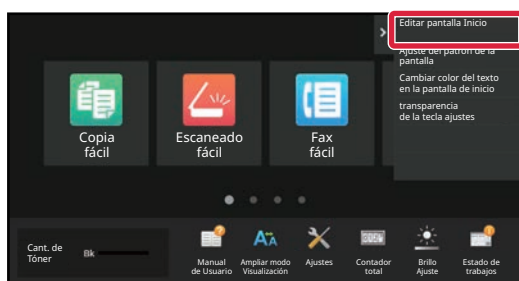 Editar pantalla Inicio
Ajuste del patrón de la
pantalla
Cambiar color del texto
en la pantalla de inicio
transparencia
de la tecla ajustes
Copia
fácil
Escaneado
fácil
Fax
fácil
Cant. de
Tóner
Bk
Manual
de Usuario
Ampliar modo
Visualización
Ajustes
Contador
total
Brillo
Ajuste
Estado de
trabajos